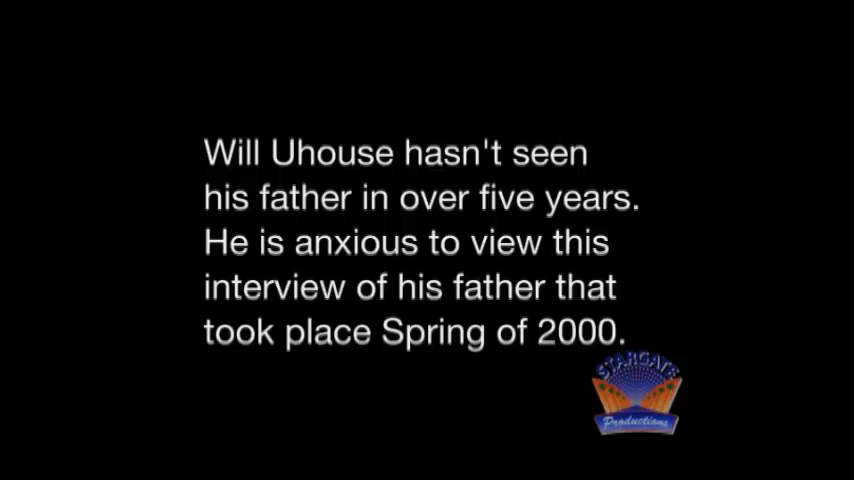 Will Uhouse hasn't seen
his father in over five years.
He is anxious to view this
interview of his father that
took place Spring of 2000.
STARGATE
Productions